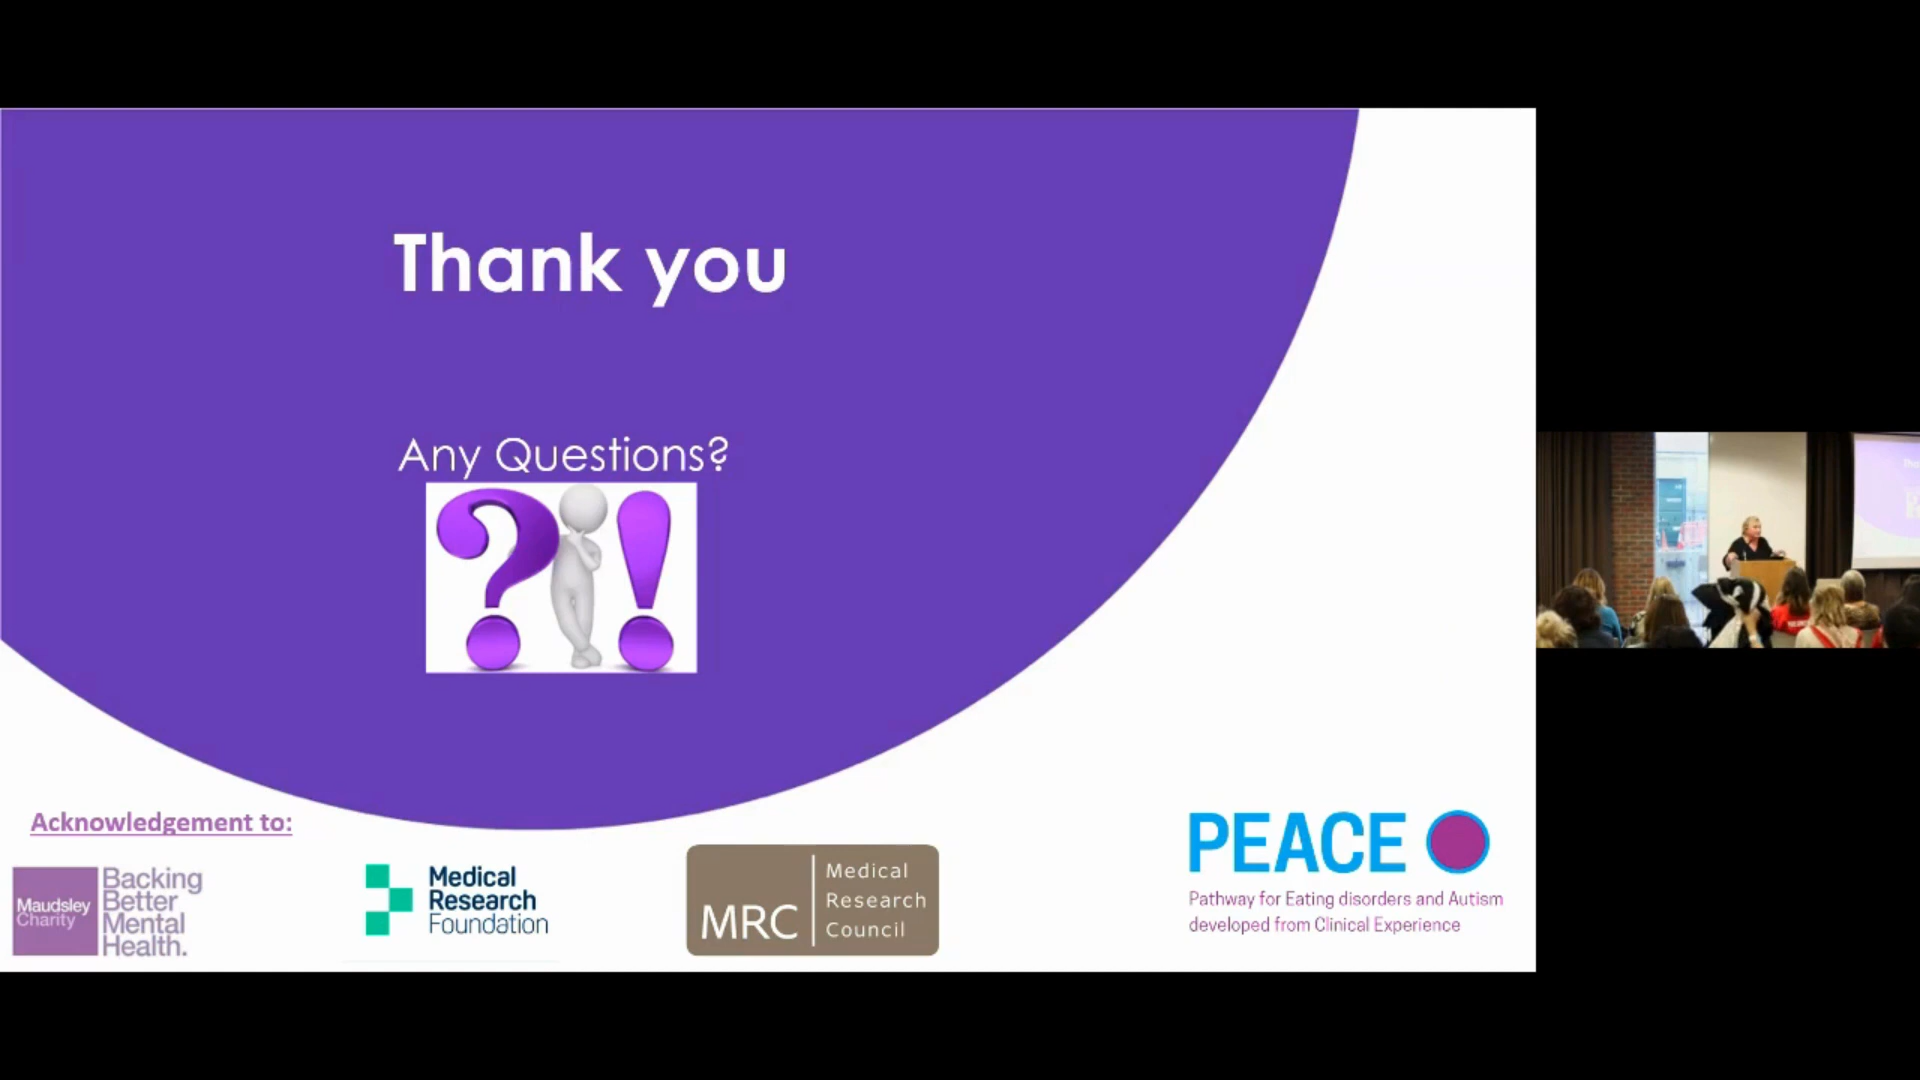 Thank you
Any Questions?
Acknowledgement to:
Maudsley
Charity
Backing
Better
Mental
Health.
Medical
Research
Foundation
MRC
Medical
Research
Council
PEACE
Pathway for Eating disorders and Autism
developed from Clinical Experience